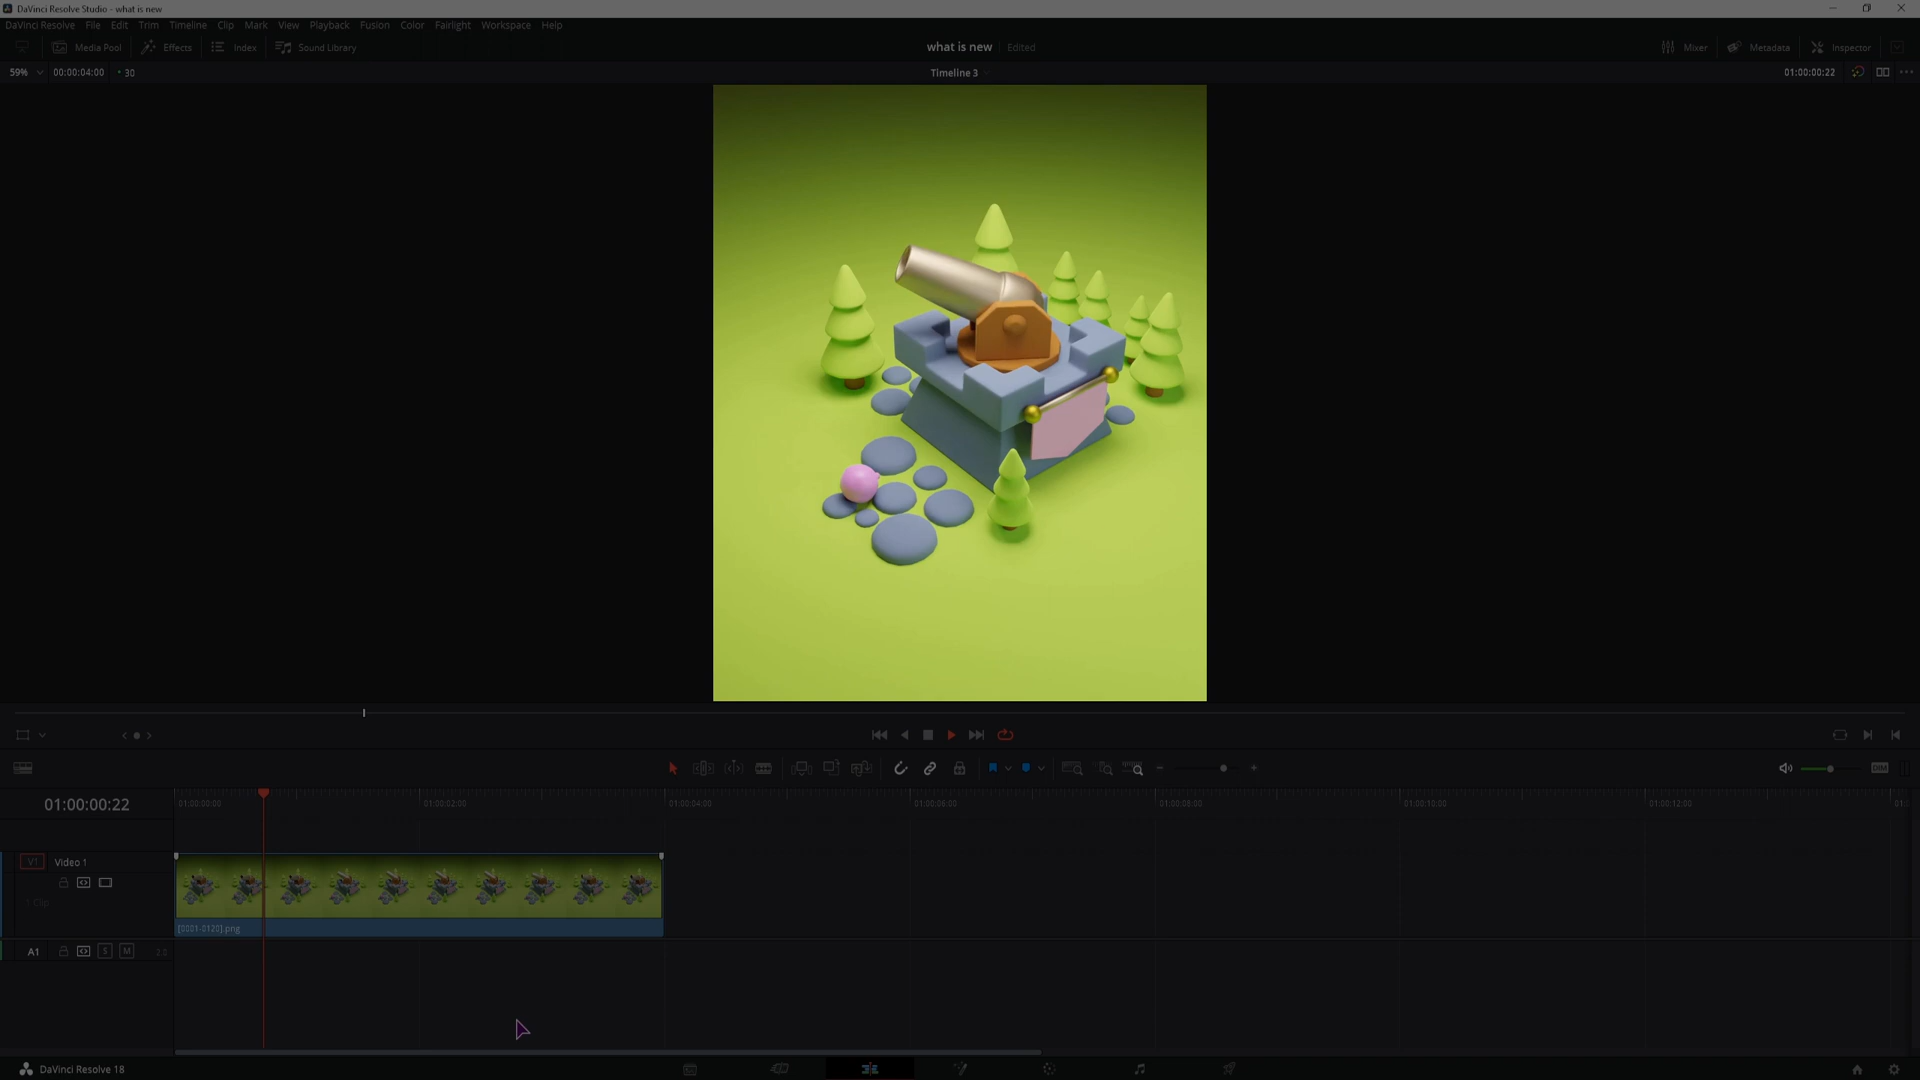 DaVinci Resolve Studio - what is new
DaVinci Resolve File Edit Trim Timeline Clip Mark View Playback Fusion Color Fairlight Workspace Help
Media Pool Effects Index Sound Library what is new Edited Mixer Metadata Inspector
59% 00:00:04:00 • 30 Timeline 3 01:00:00:22
DIM
01:00:00:22 01:00:00:00 01:00:02:00 01:00:04:00 01:00:06:00 01:00:08:00 01:00:10:00 01:00:12:00
V1 Video 1
1 Clip
[0001-0120].png
A1 S M 2.0
DaVinci Resolve 18